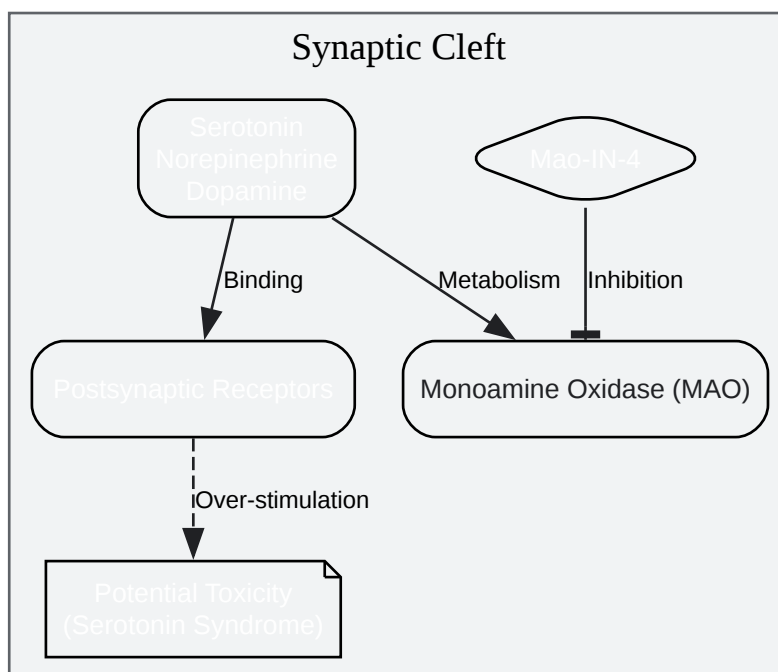 Synaptic Cleft
Serotonin
Norepinephrine
Dopamine
Mao-IN-4
Binding
Metabolism
Inhibition
Postsynaptic Receptors
Monoamine Oxidase (MAO)
Over-stimulation
Potential Toxicity
(Serotonin Syndrome)